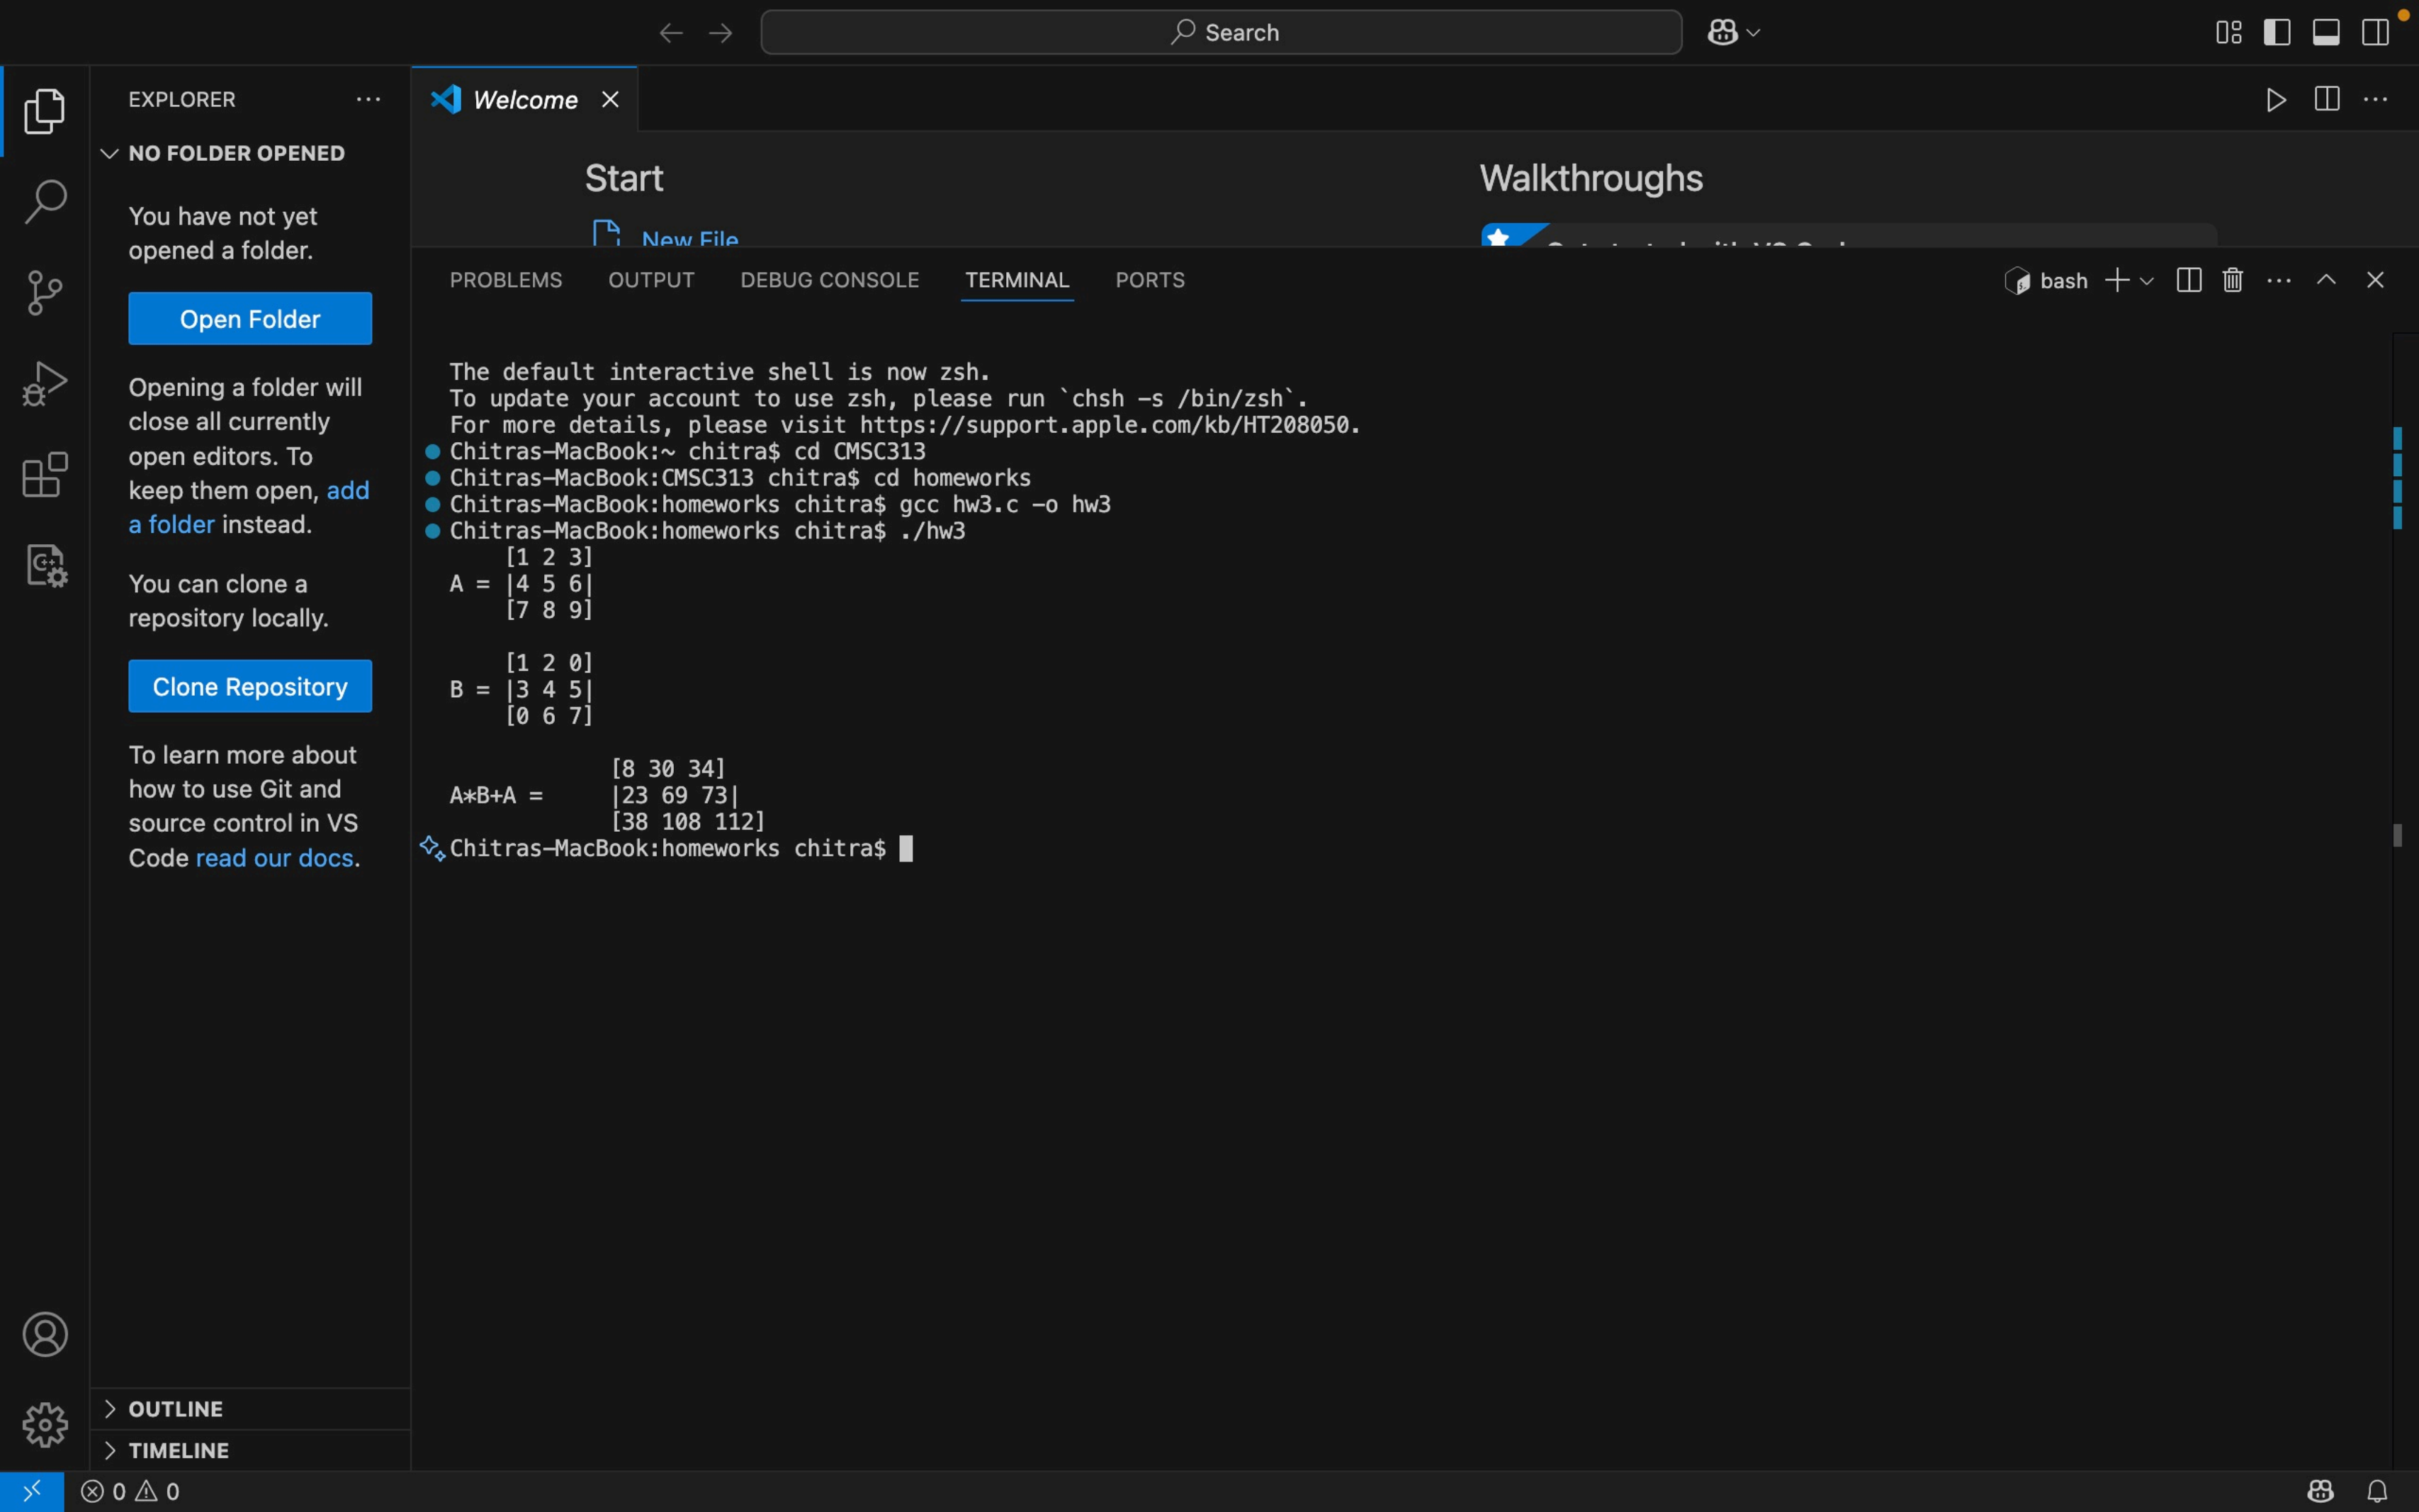 Search
EXPLORER
NO FOLDER OPENED
You have not yet
opened a folder.
Open Folder
Opening a folder will
close all currently
open editors. To
keep them open, add
a folder instead.
You can clone a
repository locally.
Clone Repository
To learn more about
how to use Git and
source control in VS
Code read our docs.
OUTLINE
TIMELINE
Welcome
Start
New File
Walkthroughs
PROBLEMS OUTPUT DEBUG CONSOLE TERMINAL PORTS
bash
The default interactive shell is now zsh.
To update your account to use zsh, please run `chsh -s /bin/zsh`.
For more details, please visit https://support.apple.com/kb/HT208050.
Chitras-MacBook:~ chitra$ cd CMSC313
Chitras-MacBook:CMSC313 chitra$ cd homeworks
Chitras-MacBook:homeworks chitra$ gcc hw3.c -o hw3
Chitras-MacBook:homeworks chitra$ ./hw3
[1 2 3]
A = |4 5 6|
[7 8 9]
[1 2 0]
B = |3 4 5|
[0 6 7]
[8 30 34]
A*B+A = |23 69 73|
[38 108 112]
Chitras-MacBook:homeworks chitra$
0 0